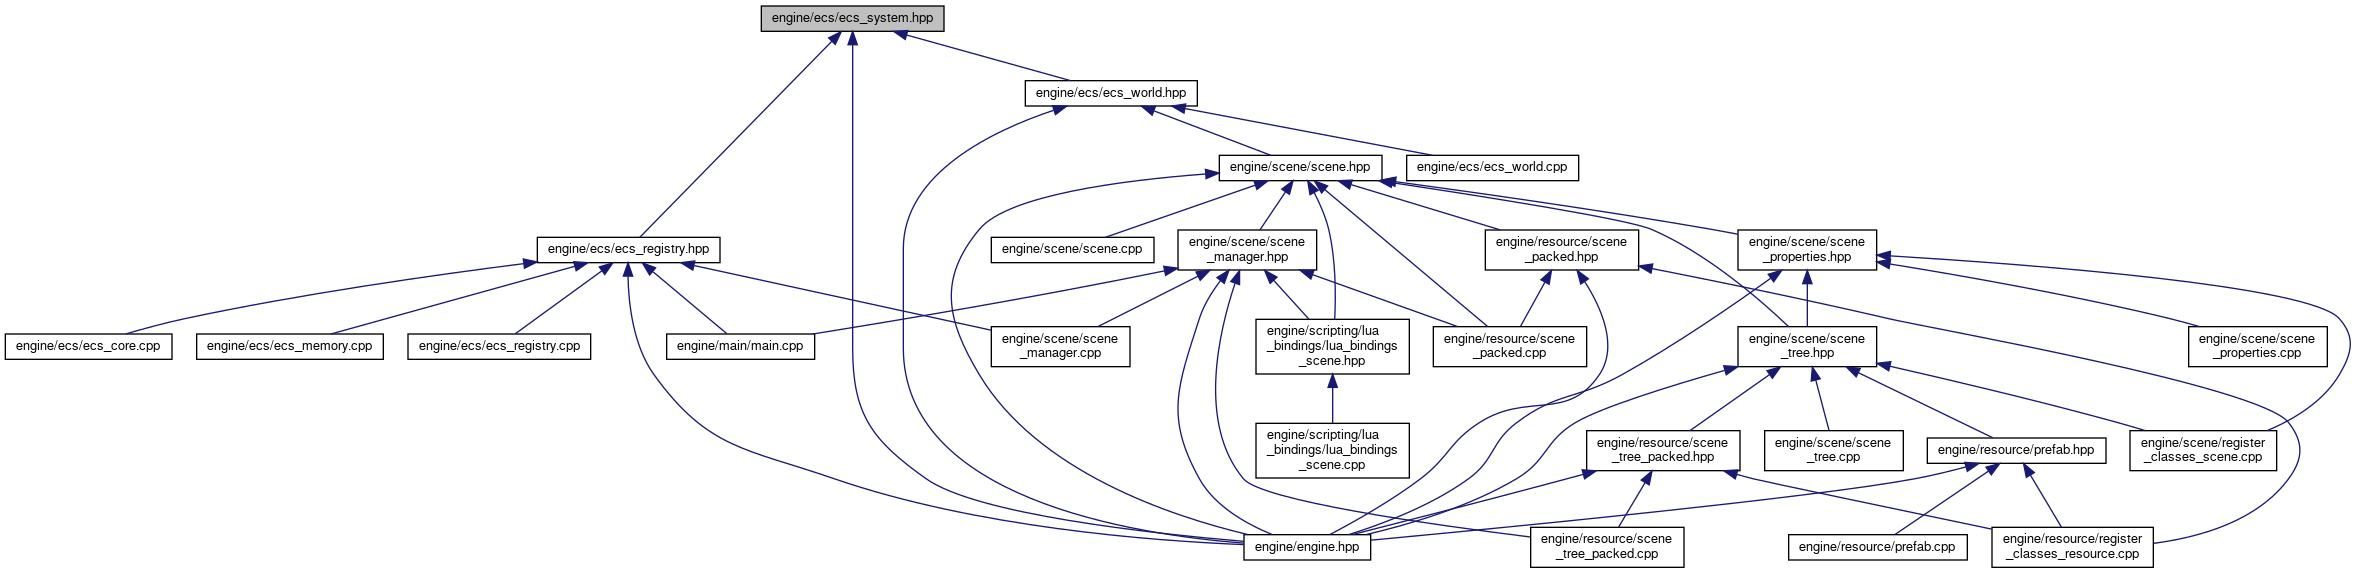 engine/ecs/ecs_system.hpp
engine/ecs/ecs_world.hpp
engine/scene/scene.hpp
engine/ecs/ecs_world.cpp
engine/ecs/ecs_registry.hpp
engine/scene/scene.cpp
engine/scene/scene
_manager.hpp
engine/resource/scene
_packed.hpp
engine/scene/scene
_properties.hpp
engine/ecs/ecs_core.cpp
engine/ecs/ecs_memory.cpp
engine/ecs/ecs_registry.cpp
engine/main/main.cpp
engine/scene/scene
_manager.cpp
engine/scripting/lua
_bindings/lua_bindings
_scene.hpp
engine/resource/scene
_packed.cpp
engine/scene/scene
_tree.hpp
engine/scene/scene
_properties.cpp
engine/scripting/lua
_bindings/lua_bindings
_scene.cpp
engine/resource/scene
_tree_packed.hpp
engine/scene/scene
_tree.cpp
engine/resource/prefab.hpp
engine/scene/register
_classes_scene.cpp
engine/engine.hpp
engine/resource/scene
_tree_packed.cpp
engine/resource/prefab.cpp
engine/resource/register
_classes_resource.cpp